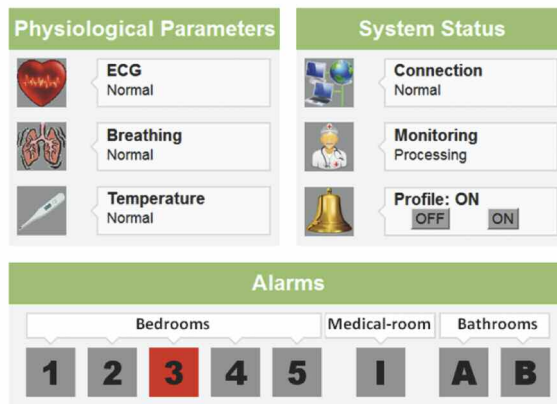 Physiological Parameters
ECG
Normal
Breathing
Normal
Temperature
Normal
System Status
Connection
Normal
Monitoring
Processing
Profile: ON
OFF ON
Alarms
Bedrooms Medical-room Bathrooms
1 2 3 4 5 I A B